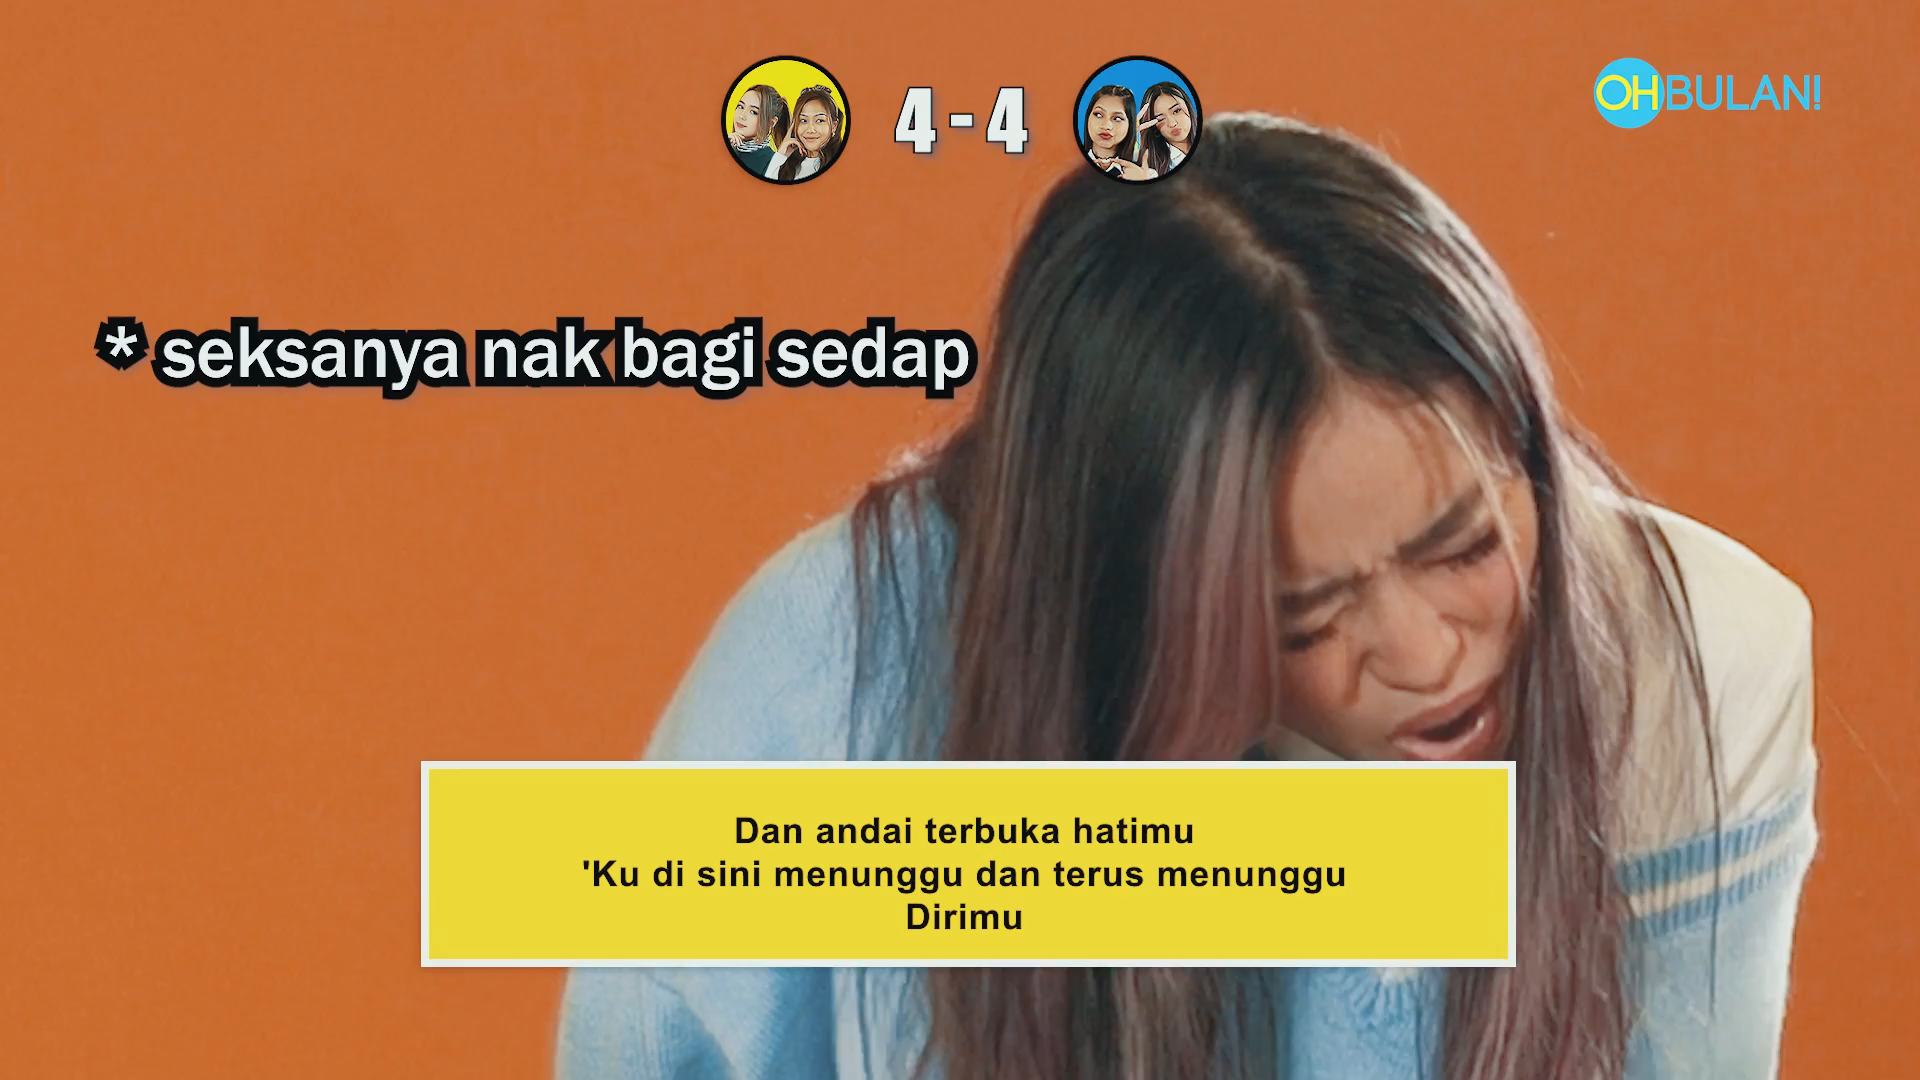 4 - 4
OHBULAN!
* seksanya nak bagi sedap
Dan andai terbuka hatimu
'Ku di sini menunggu dan terus menunggu
Dirimu